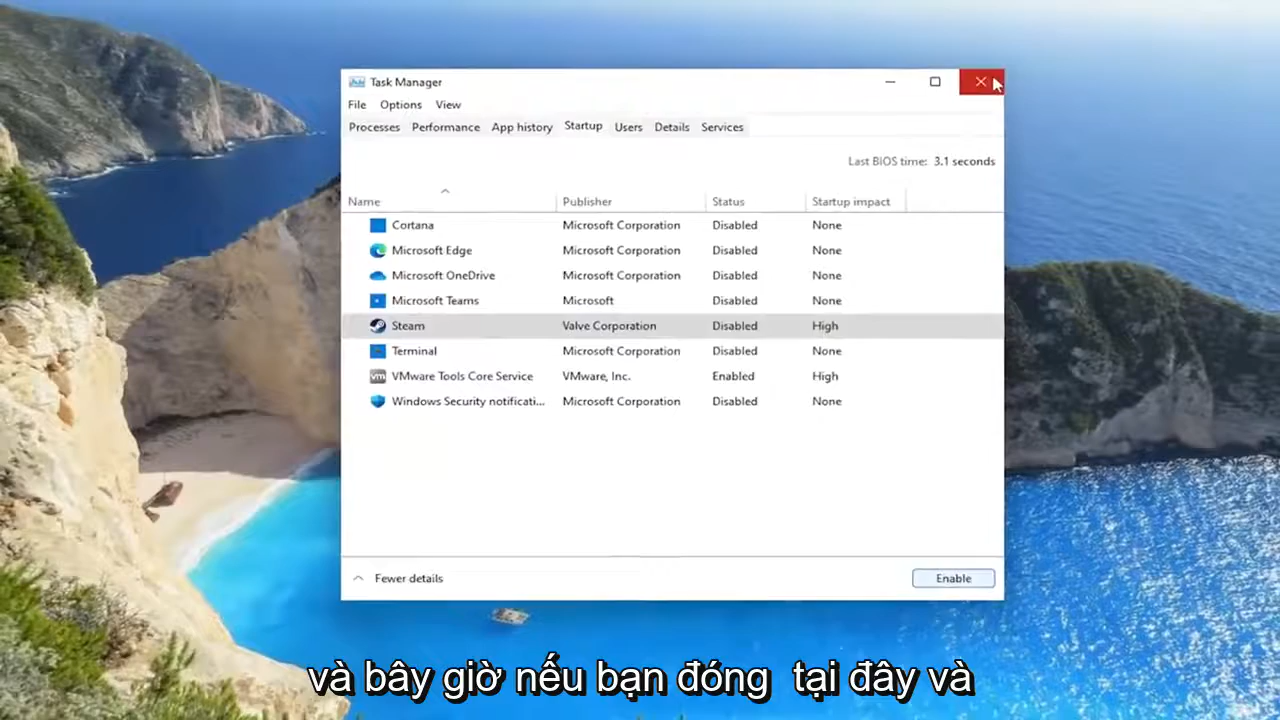 Task Manager
File Options View
Processes Performance App history Startup Users Details Services
Last BIOS time: 3.1 seconds
Name Publisher Status Startup impact
Cortana Microsoft Corporation Disabled None
Microsoft Edge Microsoft Corporation Disabled None
Microsoft OneDrive Microsoft Corporation Disabled None
Microsoft Teams Microsoft Disabled None
Steam Valve Corporation Disabled High
Terminal Microsoft Corporation Disabled None
vm VMware Tools Core Service VMware, Inc. Enabled High
Windows Security notificati... Microsoft Corporation Disabled None
Fewer details Enable
và bây giờ nếu bạn đóng tại đây và